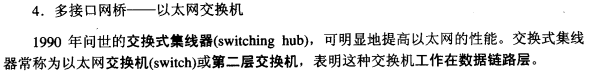 4．多接口网桥——以太网交换机
1990 年问世的交换式集线器(switching hub)，可明显地提高以太网的性能。交换式集线
器常称为以太网交换机(switch)或第二层交换机，表明这种交换机工作在数据链路层。